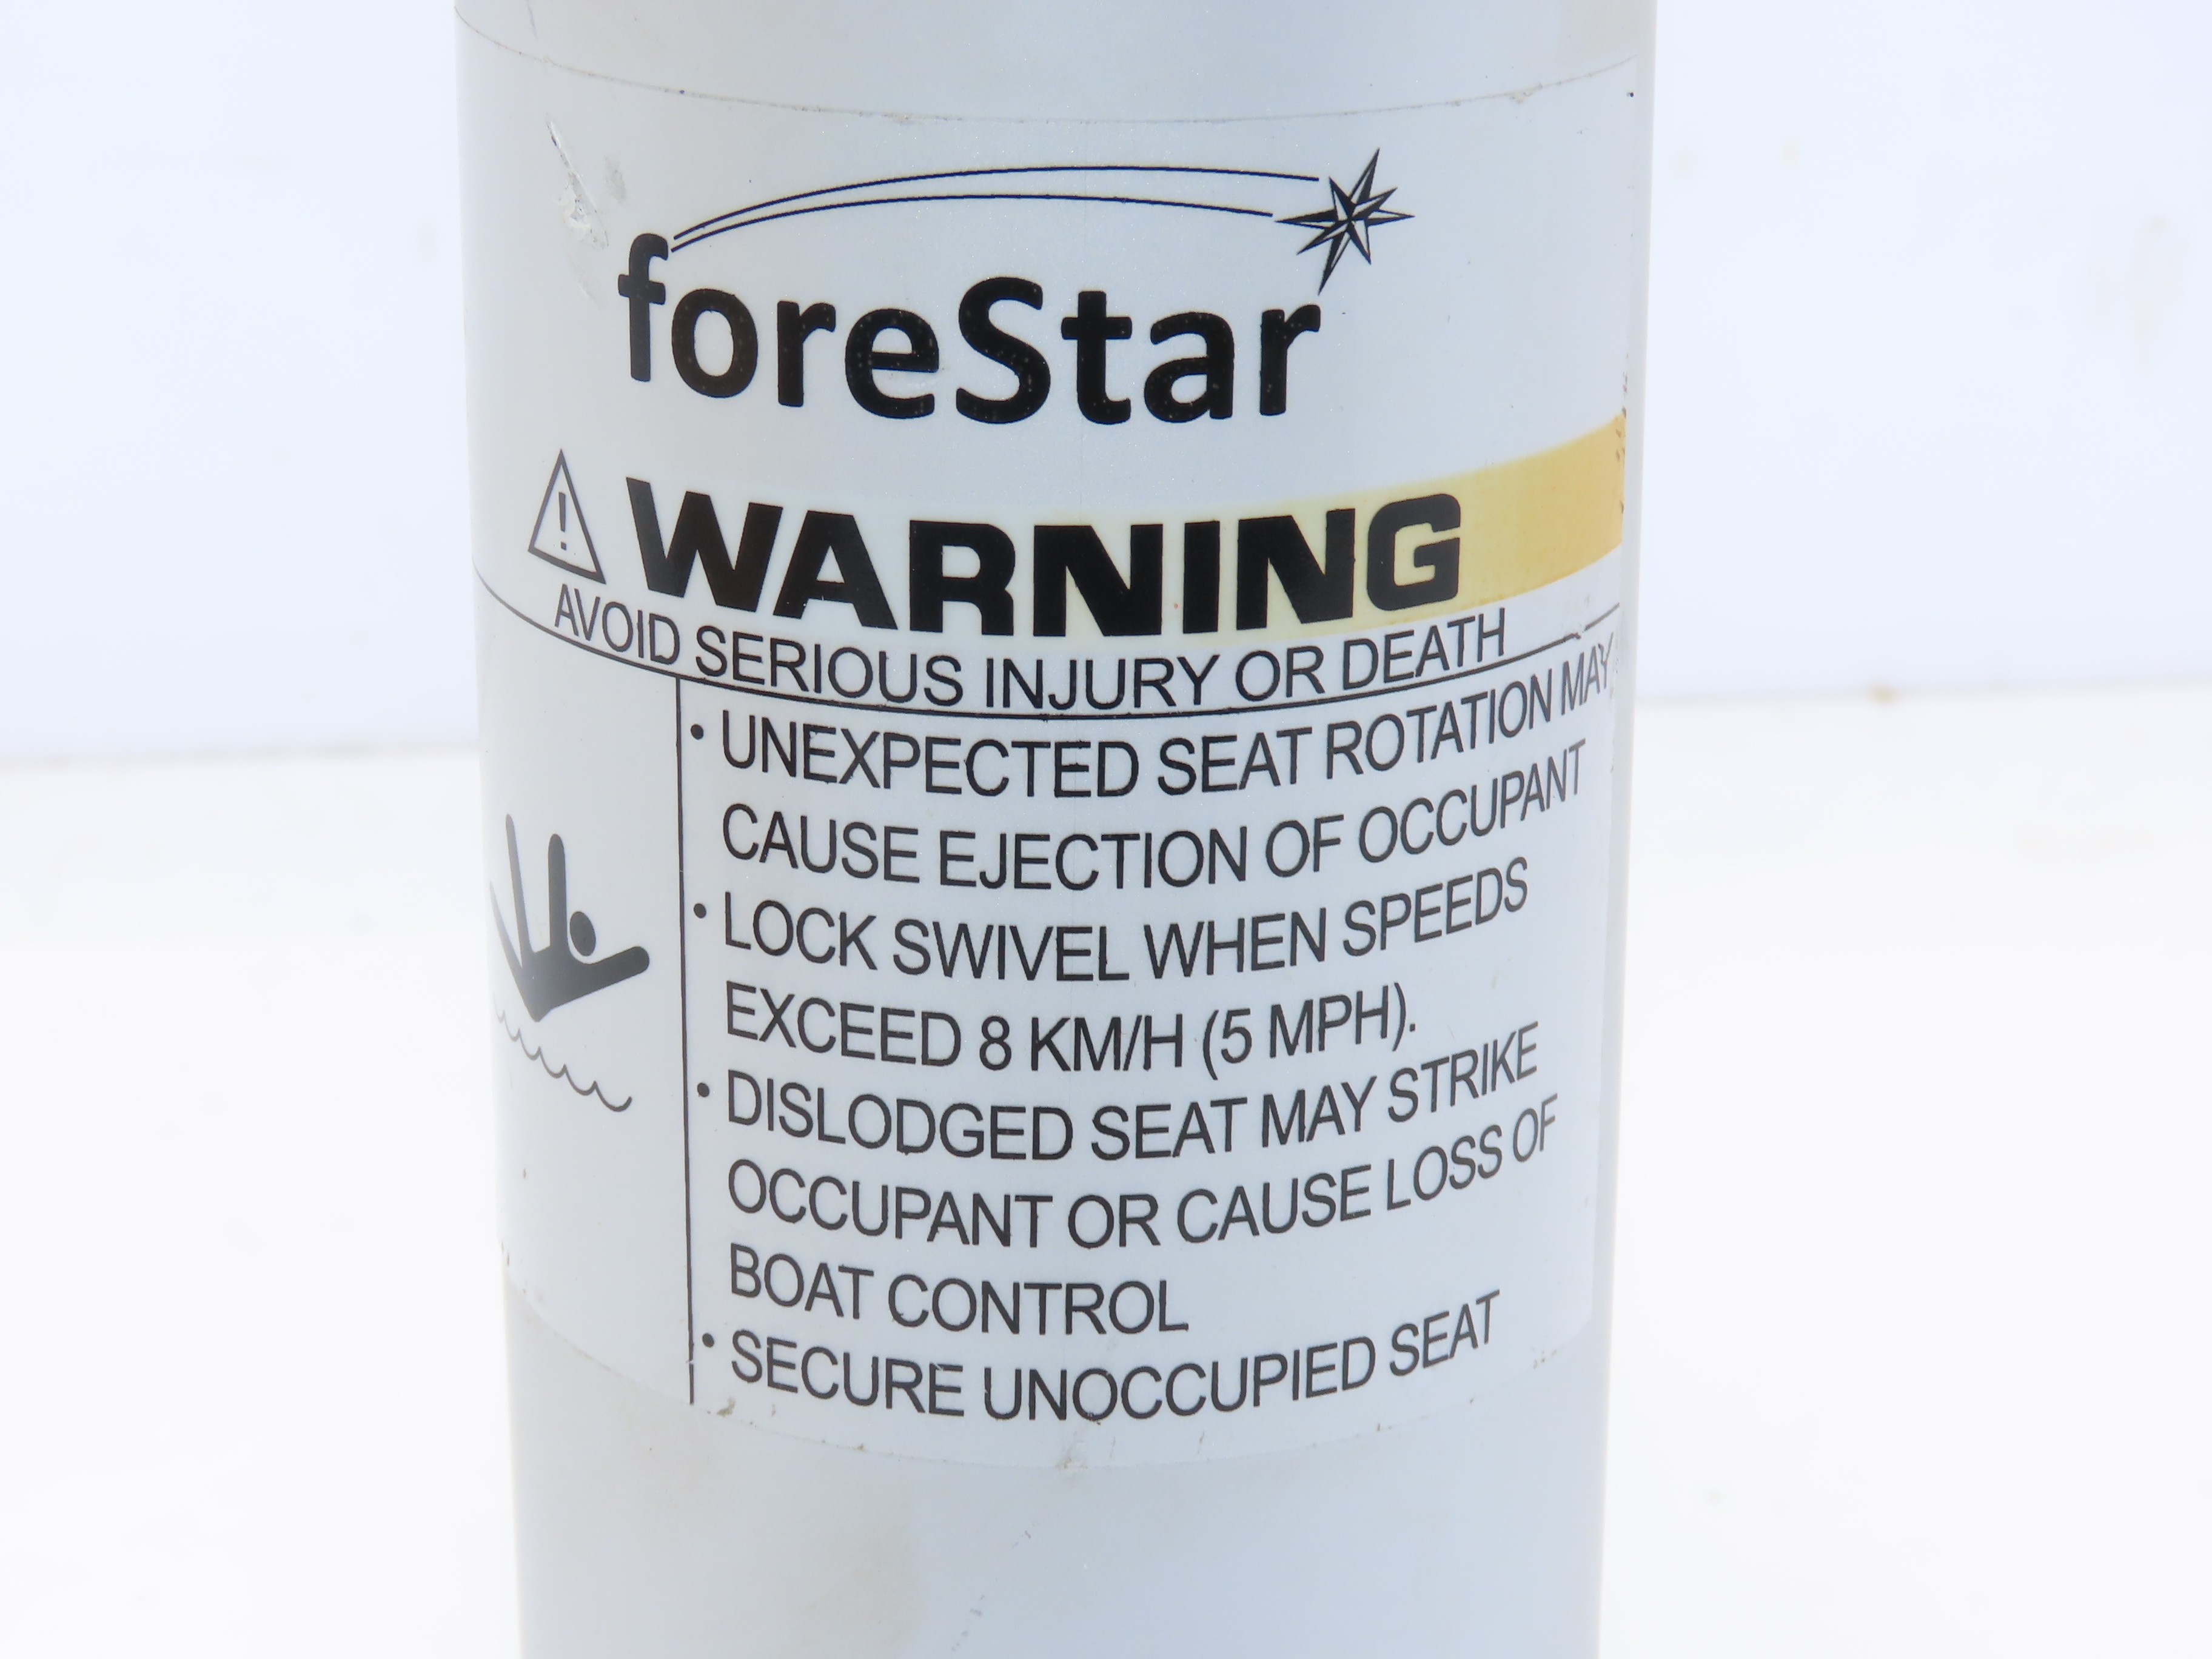 foreStar
WARNING
AVOID SERIOUS INJURY OR DEATH
• UNEXPECTED SEAT ROTATION MAY
CAUSE EJECTION OF OCCUPANT
• LOCK SWIVEL WHEN SPEEDS
EXCEED 8 KM/H (5 MPH).
• DISLODGED SEAT MAY STRIKE
OCCUPANT OR CAUSE LOSS OF
BOAT CONTROL
• SECURE UNOCCUPIED SEAT